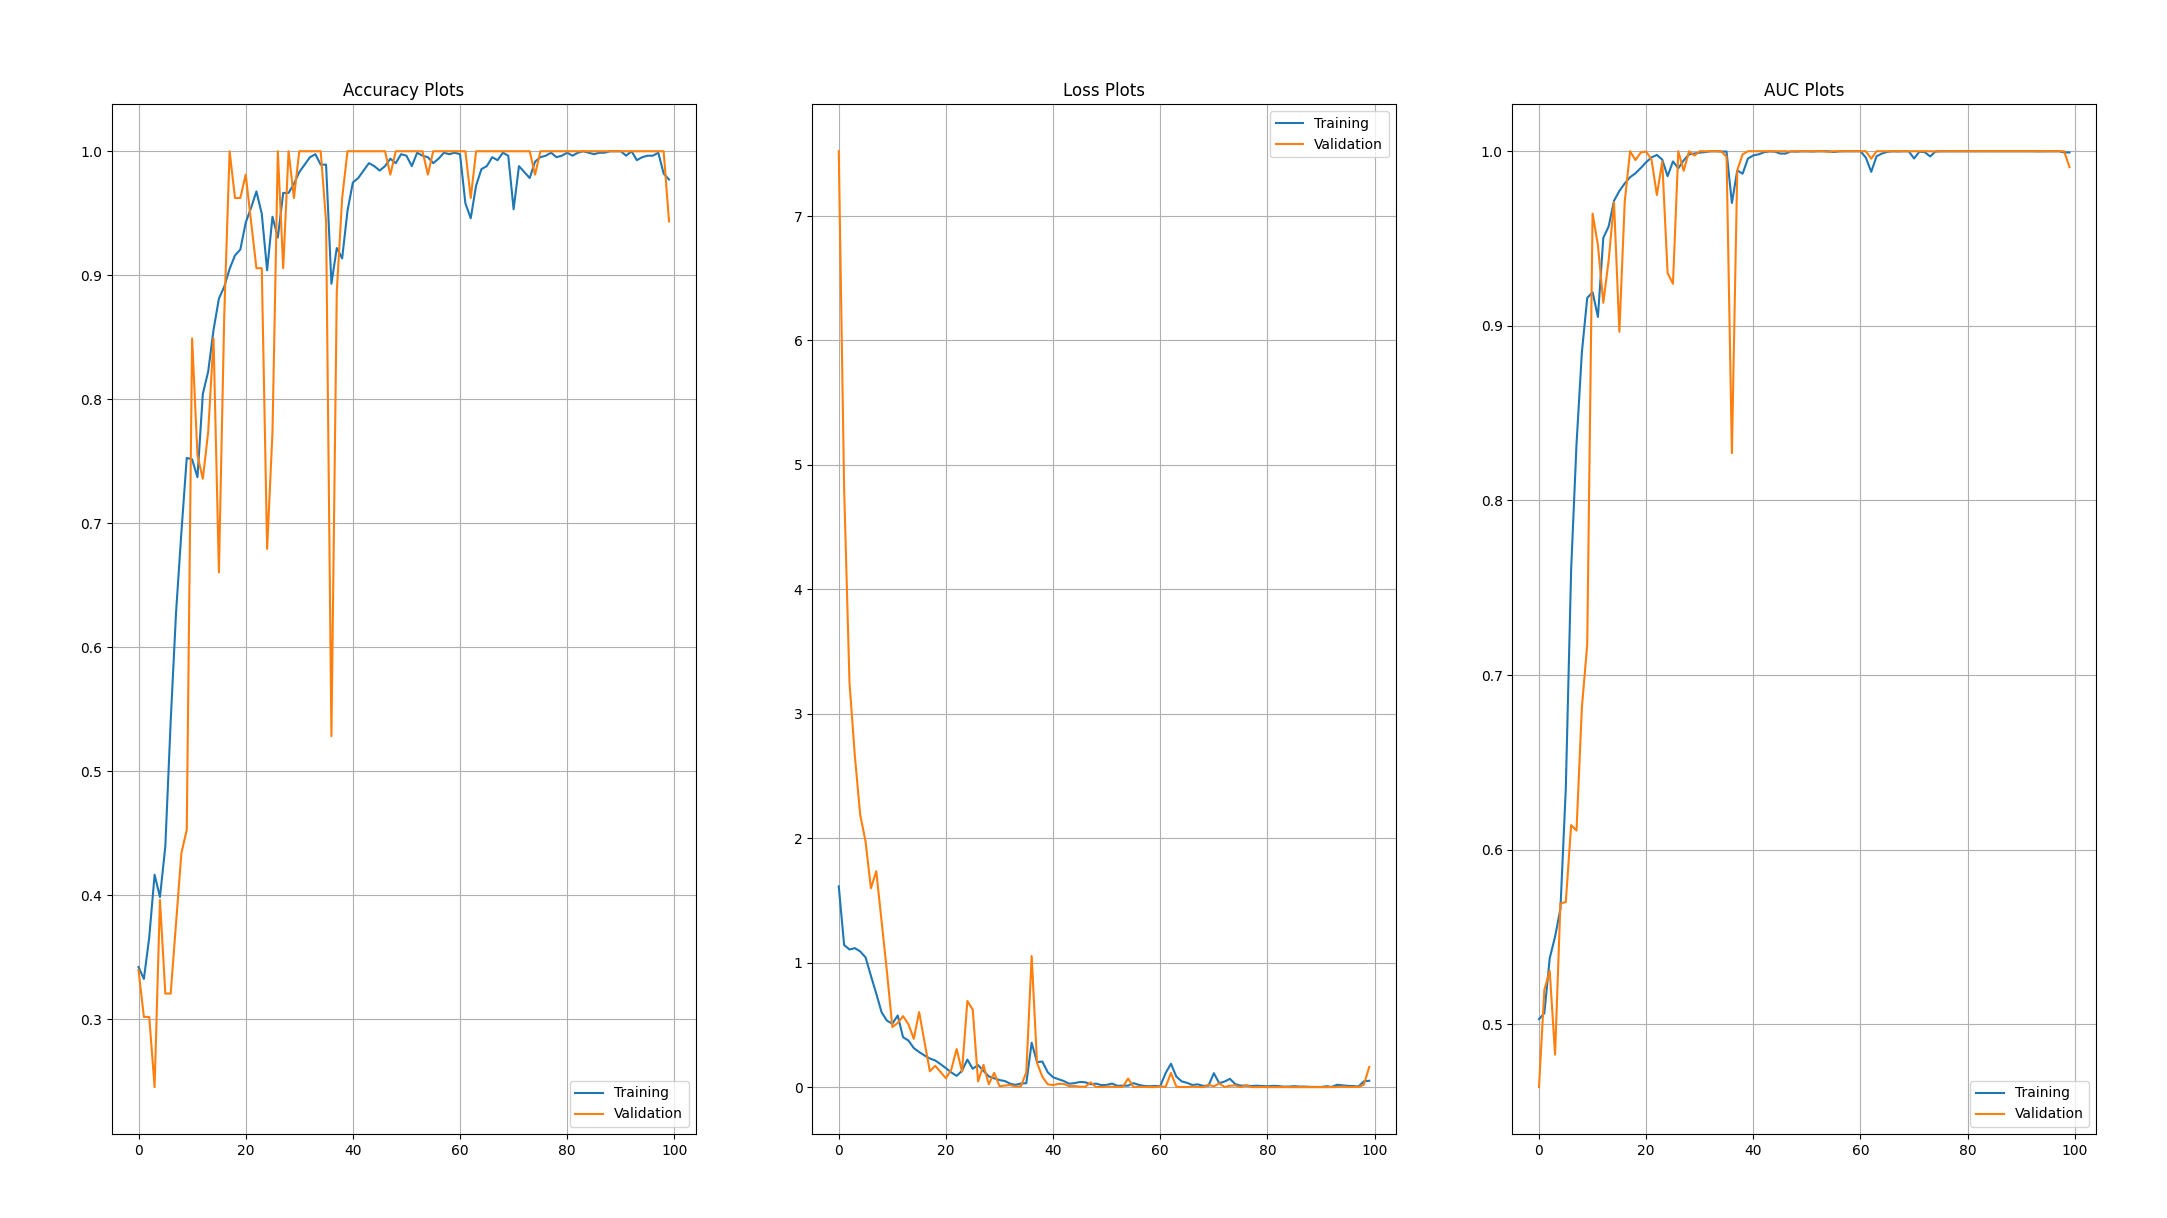 Accuracy Plots
1.0
0.9
0.8
0.7
0.6
0.5
0.4
0.3
0 20 40 60 80 100
Training
Validation
Loss Plots
7
6
5
4
3
2
1
0
0 20 40 60 80 100
Training
Validation
AUC Plots
1.0
0.9
0.8
0.7
0.6
0.5
0 20 40 60 80 100
Training
Validation